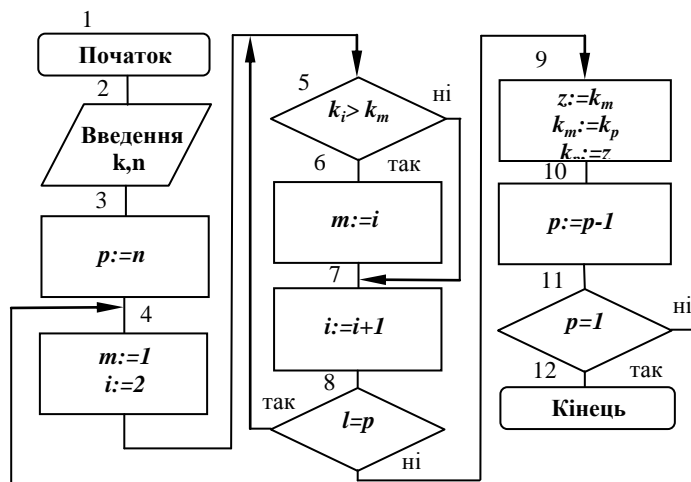 1
Початок
2
Введення
k,n
3
p:=n
4
m:=1
i:=2
5
ki> km
ні
6
так
m:=i
7
i:=i+1
8
так
l=p
ні
9
z:=km
km:=kp
kp:=z
10
p:=p-1
11
p=1
ні
так
12
Кінець